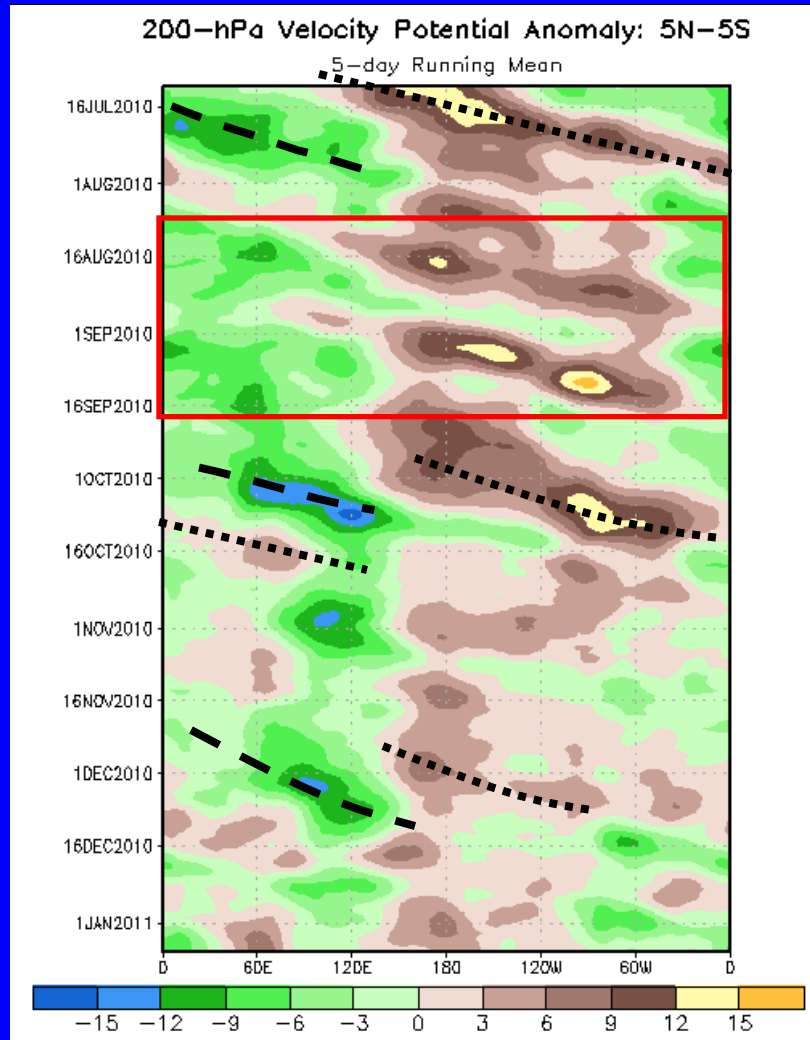 200-hPa Velocity Potential Anomaly: 5N-5S
5-day Running Mean
16JUL2010
1AUG2010
16AUG2010
1SEP2010
16SEP2010
1OCT2010
16OCT2010
1NOV2010
16NOV2010
1DEC2010
16DEC2010
1JAN2011
0 60E 120E 180 120W 60W 0
-15 -12 -9 -6 -3 0 3 6 9 12 15